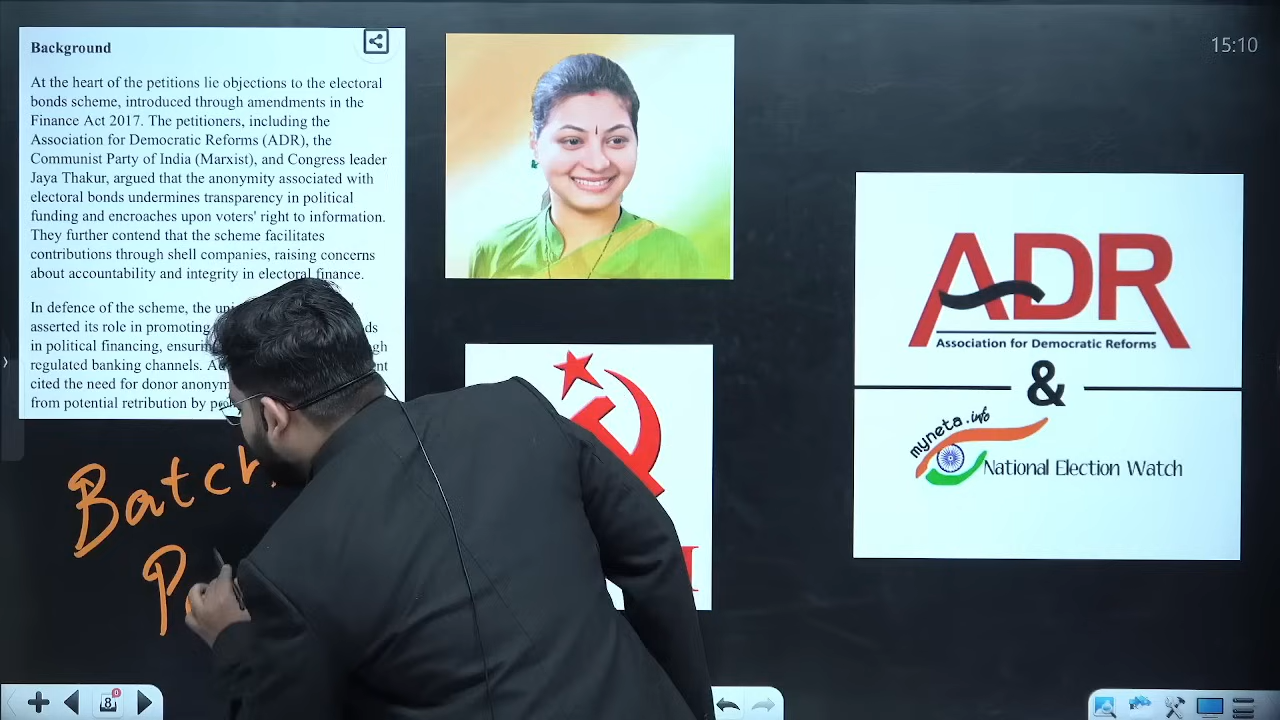 Background
At the heart of the petitions lie objections to the electoral
bonds scheme, introduced through amendments in the
Finance Act 2017. The petitioners, including the
Association for Democratic Reforms (ADR), the
Communist Party of India (Marxist), and Congress leader
Jaya Thakur, argued that the anonymity associated with
electoral bonds undermines transparency in political
funding and encroaches upon voters' right to information.
They further contend that the scheme facilitates
contributions through shell companies, raising concerns
about accountability and integrity in electoral finance.
In defence of the scheme, the
asserted its role in promoting
in political financing,
regulated banking channels.
cited the need for donor
from potential retribution by
Batch
15:10
ADR
Association for Democratic Reforms
&
myneta.info
National Election Watch
8
0